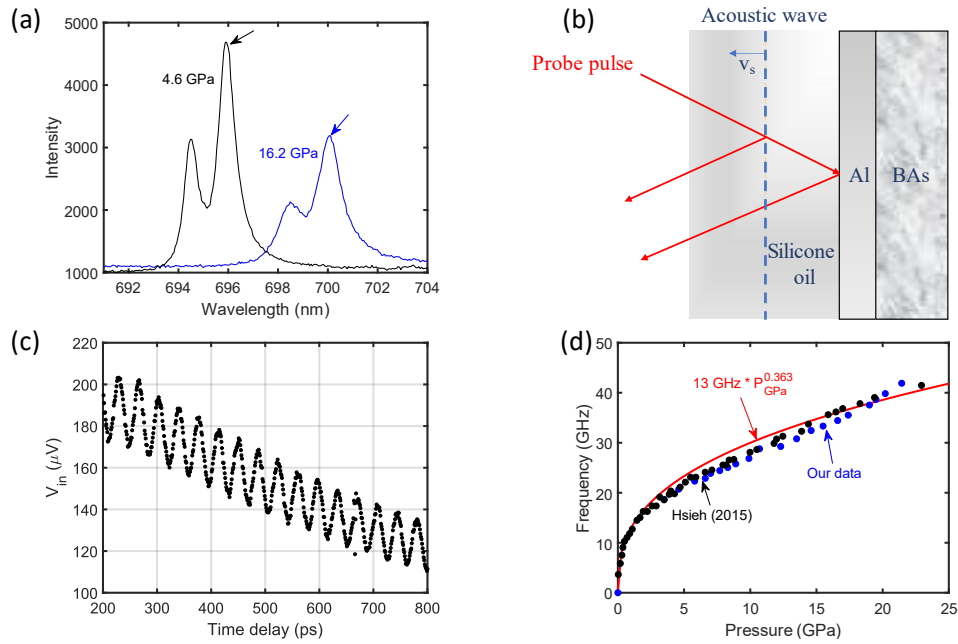 (a)
5000
4000
3000
2000
1000
Intensity
4.6 GPa
16.2 GPa
692 694 696 698 700 702 704
Wavelength (nm)
(b)
Acoustic wave
Probe pulse
vs
Al
BAs
Silicone
oil
(c)
220
200
180
160
140
120
100
Vin (μV)
200 300 400 500 600 700 800
Time delay (ps)
(d)
50
40
30
20
10
0
Frequency (GHz)
13 GHz * P_GPa^0.363
Our data
Hsieh (2015)
0 5 10 15 20 25
Pressure (GPa)